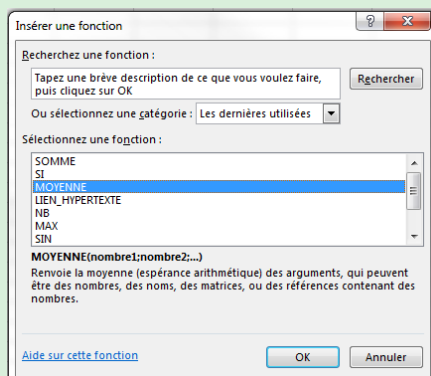 Insérer une fonction
Recherchez une fonction :
Tapez une brève description de ce que vous voulez faire,
puis cliquez sur OK
Rechercher
Ou sélectionnez une catégorie : Les dernières utilisées
Sélectionnez une fonction :
SOMME
SI
MOYENNE
LIEN_HYPERTEXTE
NB
MAX
SIN
MOYENNE(nombre1;nombre2;...)
Renvoie la moyenne (espérance arithmétique) des arguments, qui peuvent
être des nombres, des noms, des matrices, ou des références contenant des
nombres.
Aide sur cette fonction
OK
Annuler